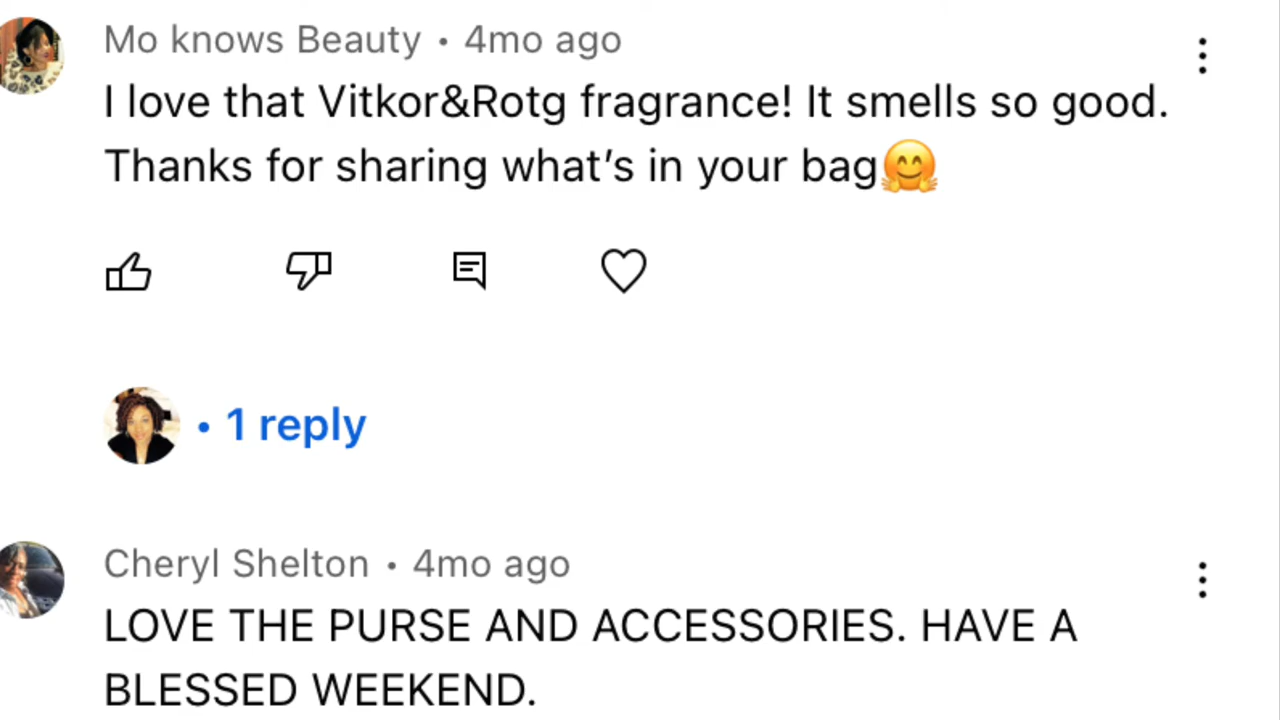 Mo knows Beauty • 4mo ago
I love that Vitkor&Rotg fragrance! It smells so good.
Thanks for sharing what's in your bag🤗
• 1 reply
Cheryl Shelton • 4mo ago
LOVE THE PURSE AND ACCESSORIES. HAVE A
BLESSED WEEKEND.